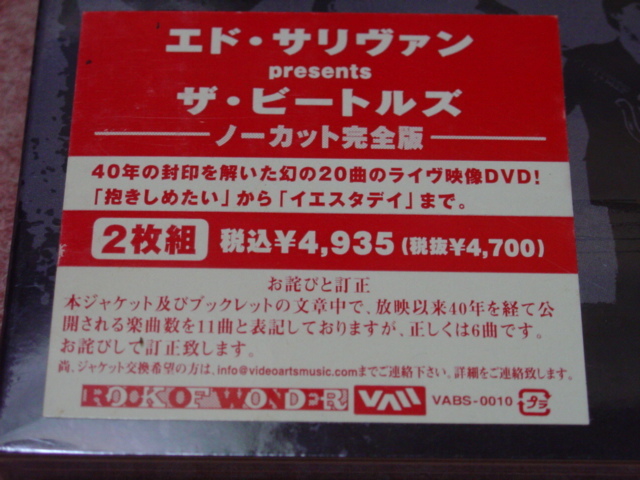 エド・サリヴァン
presents
ザ・ビートルズ
ノーカット完全版
40年の封印を解いた幻の20曲のライヴ映像DVD!
「抱きしめたい」から「イエスタデイ」まで。
2枚組 税込¥4,935(税抜¥4,700)
お詫びと訂正
本ジャケット及びブックレットの文章中で、放映以来40年を経て公
開される楽曲数を11曲と表記しておりますが、正しくは6曲です。
お詫びして訂正致します。
尚、ジャケット交換希望の方は、info@videoartsmusic.comまでご連絡下さい。詳細をご連絡致します。
ROCK OF WONDER VAM VABS-0010 プラ